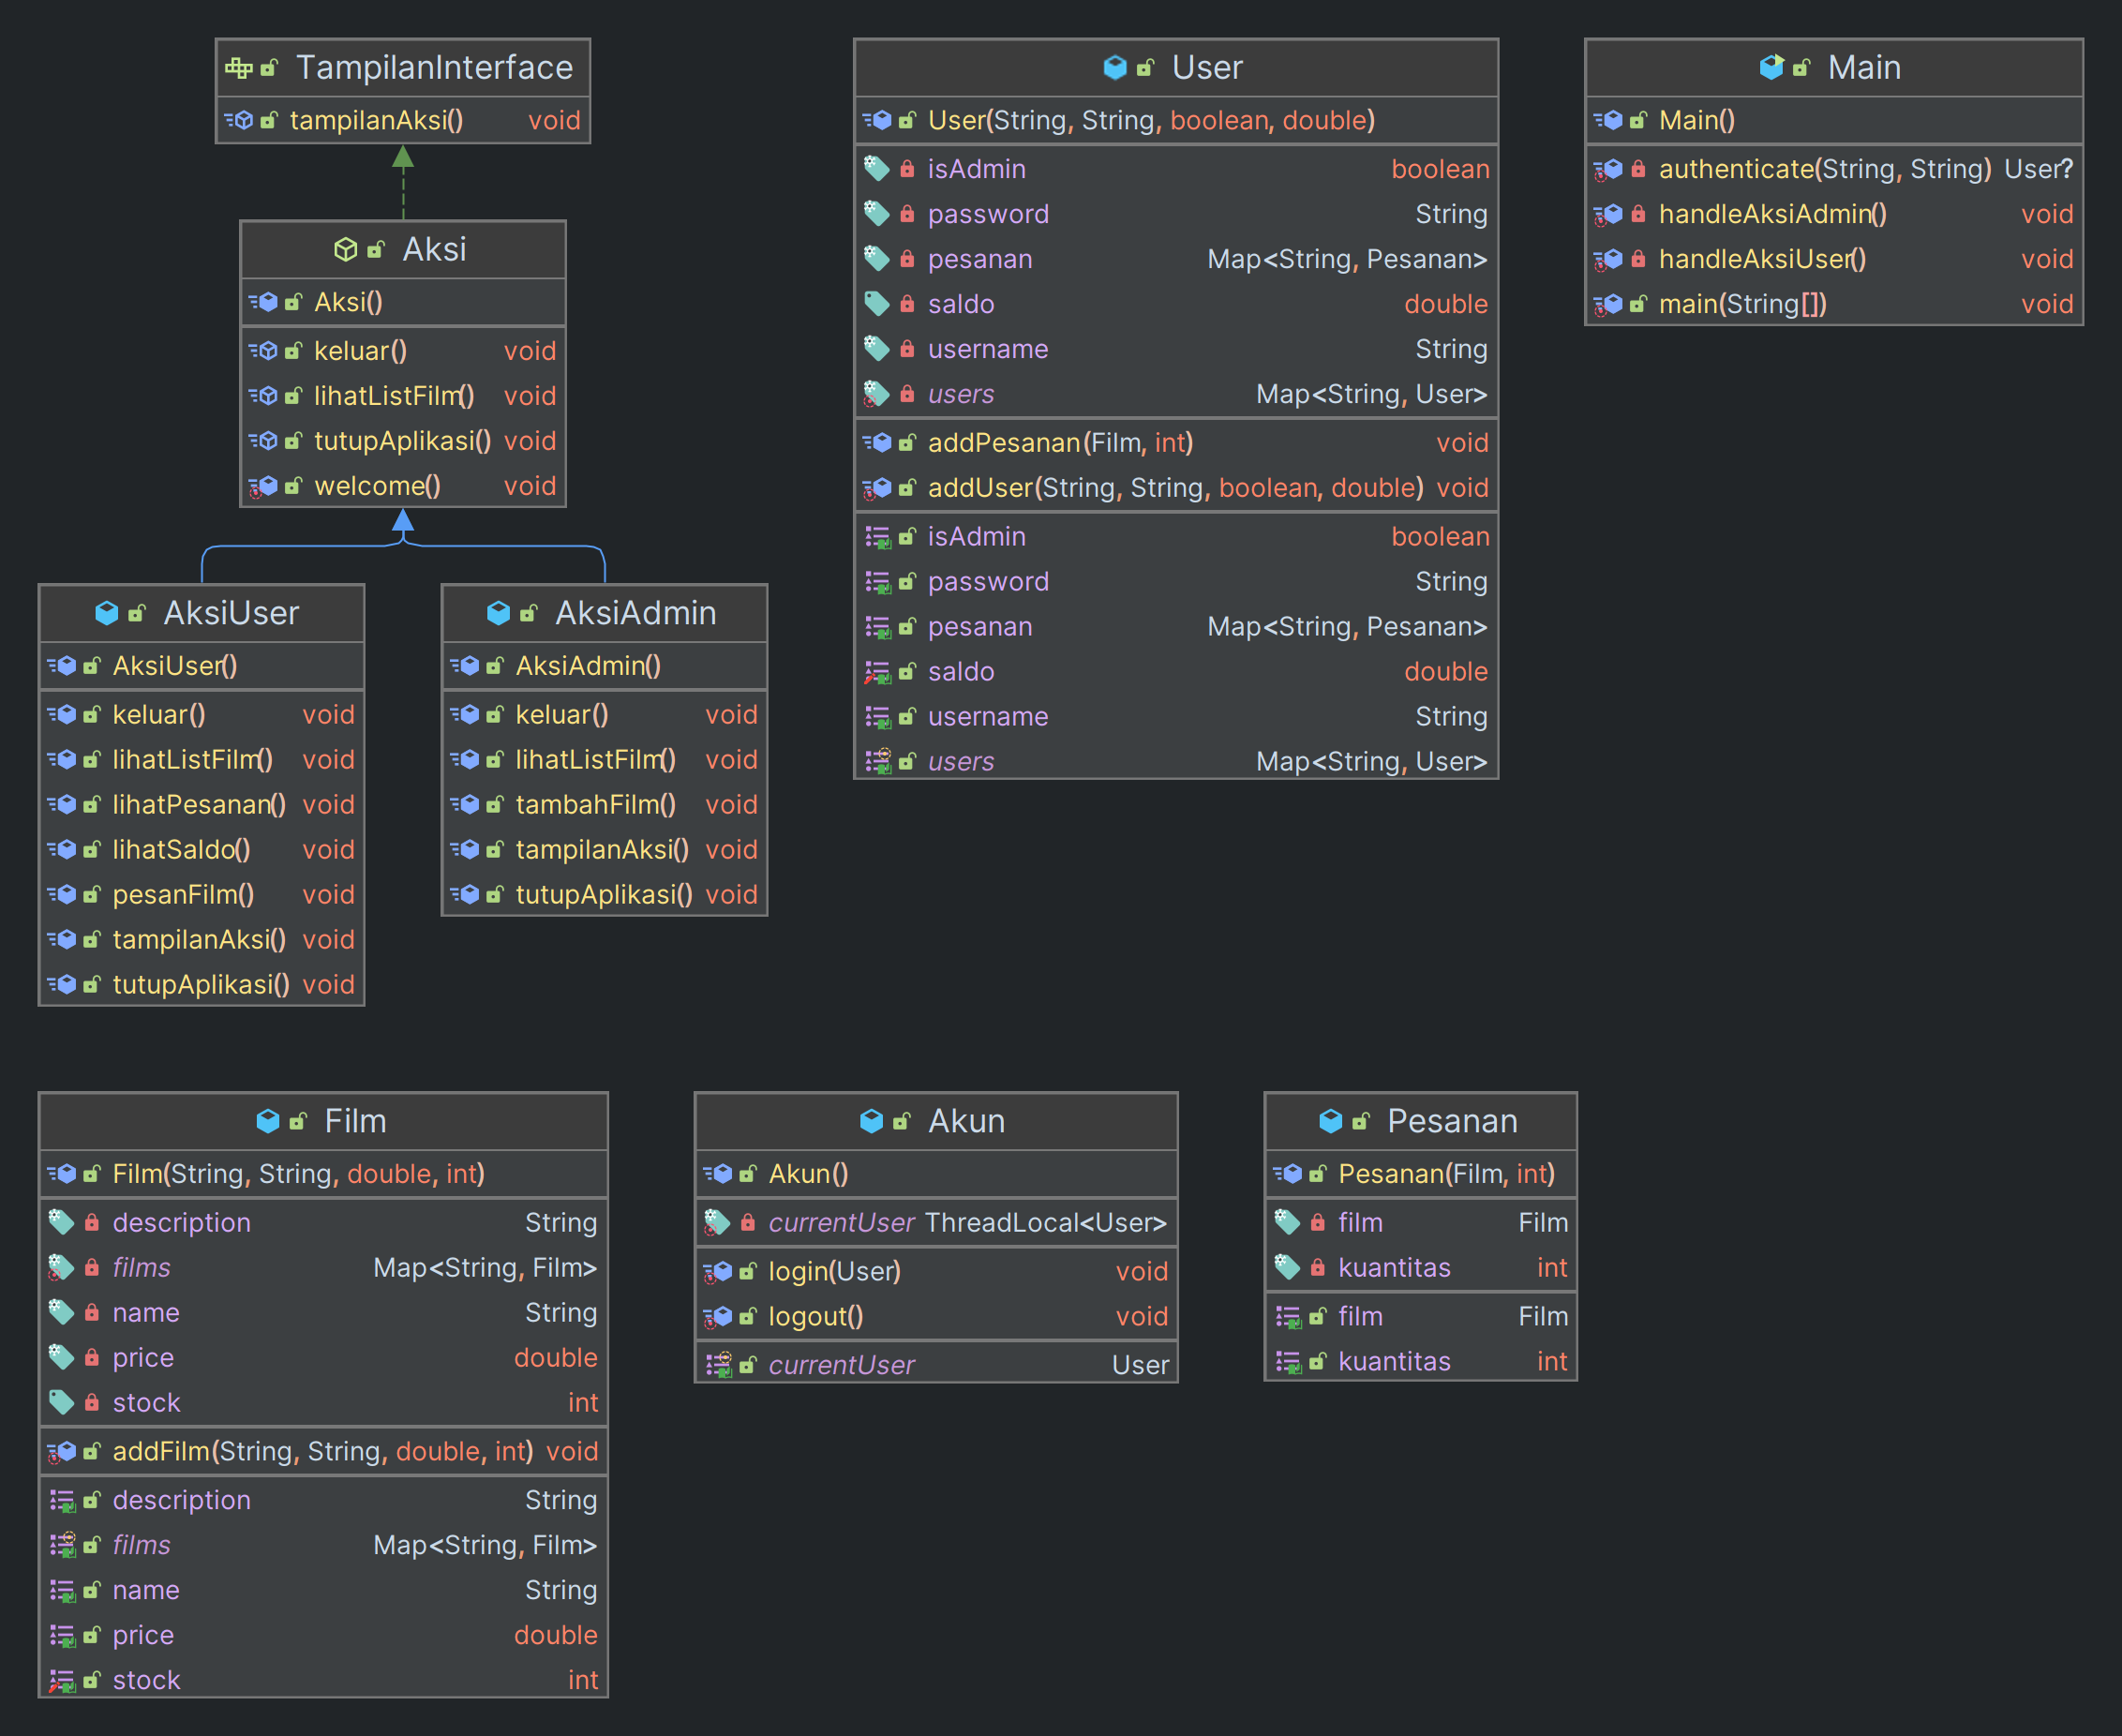 TampilanInterface
tampilanAksi() void
Aksi
Aksi()
keluar() void
lihatListFilm() void
tutupAplikasi() void
welcome() void
AksiUser
AksiUser()
keluar() void
lihatListFilm() void
lihatPesanan() void
lihatSaldo() void
pesanFilm() void
tampilanAksi() void
tutupAplikasi() void
AksiAdmin
AksiAdmin()
keluar() void
lihatListFilm() void
tambahFilm() void
tampilanAksi() void
tutupAplikasi() void
User
User(String, String, boolean, double)
isAdmin boolean
password String
pesanan Map<String, Pesanan>
saldo double
username String
users Map<String, User>
addPesanan(Film, int) void
addUser(String, String, boolean, double) void
isAdmin boolean
password String
pesanan Map<String, Pesanan>
saldo double
username String
users Map<String, User>
Main
Main()
authenticate(String, String) User?
handleAksiAdmin() void
handleAksiUser() void
main(String[]) void
Film
Film(String, String, double, int)
description String
films Map<String, Film>
name String
price double
stock int
addFilm(String, String, double, int) void
description String
films Map<String, Film>
name String
price double
stock int
Akun
Akun()
currentUser ThreadLocal<User>
login(User) void
logout() void
currentUser User
Pesanan
Pesanan(Film, int)
film Film
kuantitas int
film Film
kuantitas int